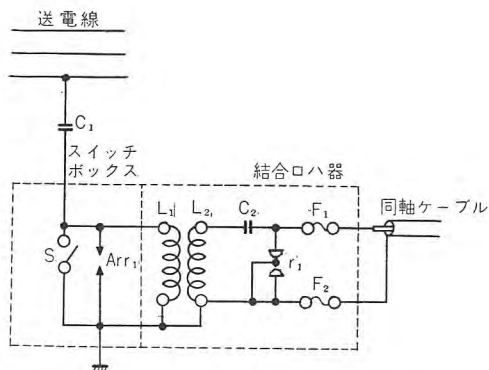 送電線
C₁
スイッチ
ボックス
結合ロハ器
同軸ケーブル
S
Arr₁
L₁
L₂
C₂
F₁
r₁
F₂